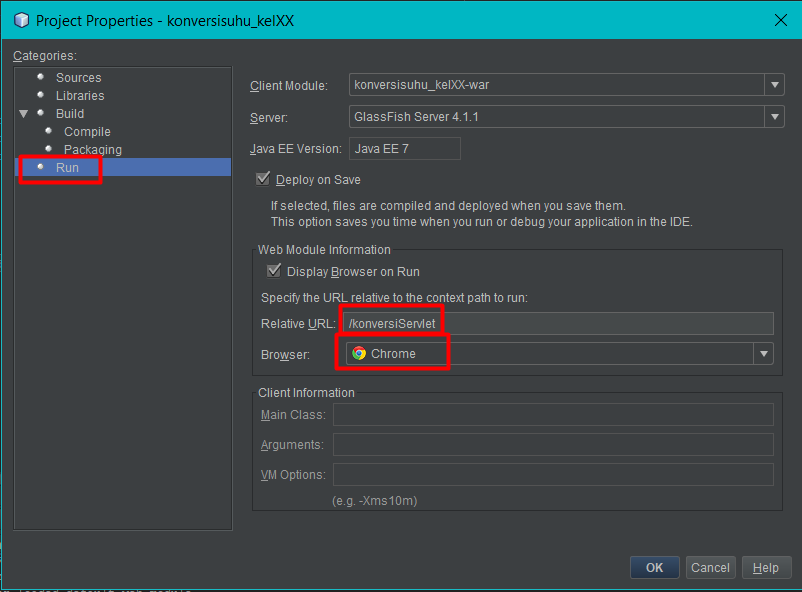 Project Properties - konversisuhu_kelXX
Categories:
Sources
Libraries
Build
Compile
Packaging
Run
Client Module: konversisuhu_kelXX-war
Server: GlassFish Server 4.1.1
Java EE Version: Java EE 7
Deploy on Save
If selected, files are compiled and deployed when you save them.
This option saves you time when you run or debug your application in the IDE.
Web Module Information
Display Browser on Run
Specify the URL relative to the context path to run:
Relative URL: /konversiServlet
Browser: Chrome
Client Information
Main Class:
Arguments:
VM Options:
(e.g. -Xms10m)
OK Cancel Help